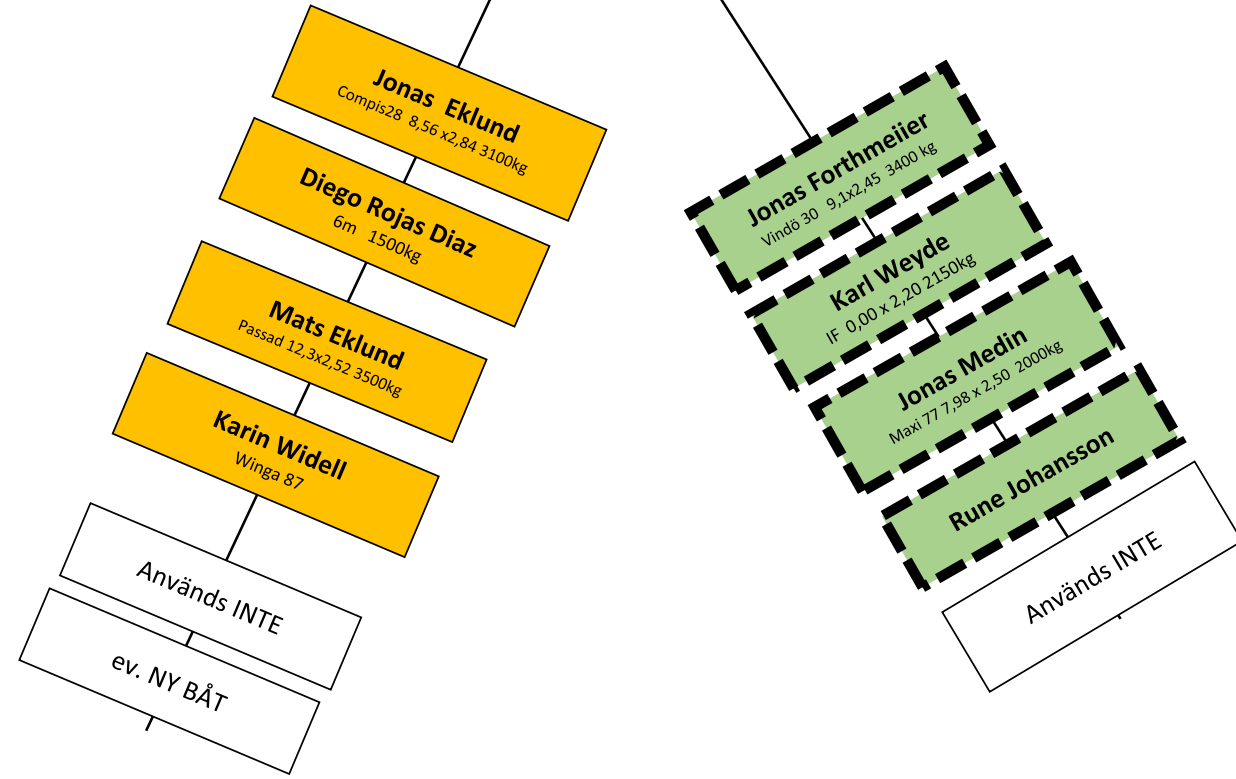 Jonas Eklund
Compis28 8,56 x2,84 3100kg
Diego Rojas Diaz
6m 1500kg
Mats Eklund
Passad 12,3x2,52 3500kg
Karin Widell
Winga 87
Används INTE
ev. NY BÅT
Jonas Forthmeiier
Vindö 30 9,1x2,45 3400 kg
Karl Weyde
IF 0,00 x 2,20 2150kg
Jonas Medin
Maxi 77 7,98 x 2,50 2000kg
Rune Johansson
Används INTE